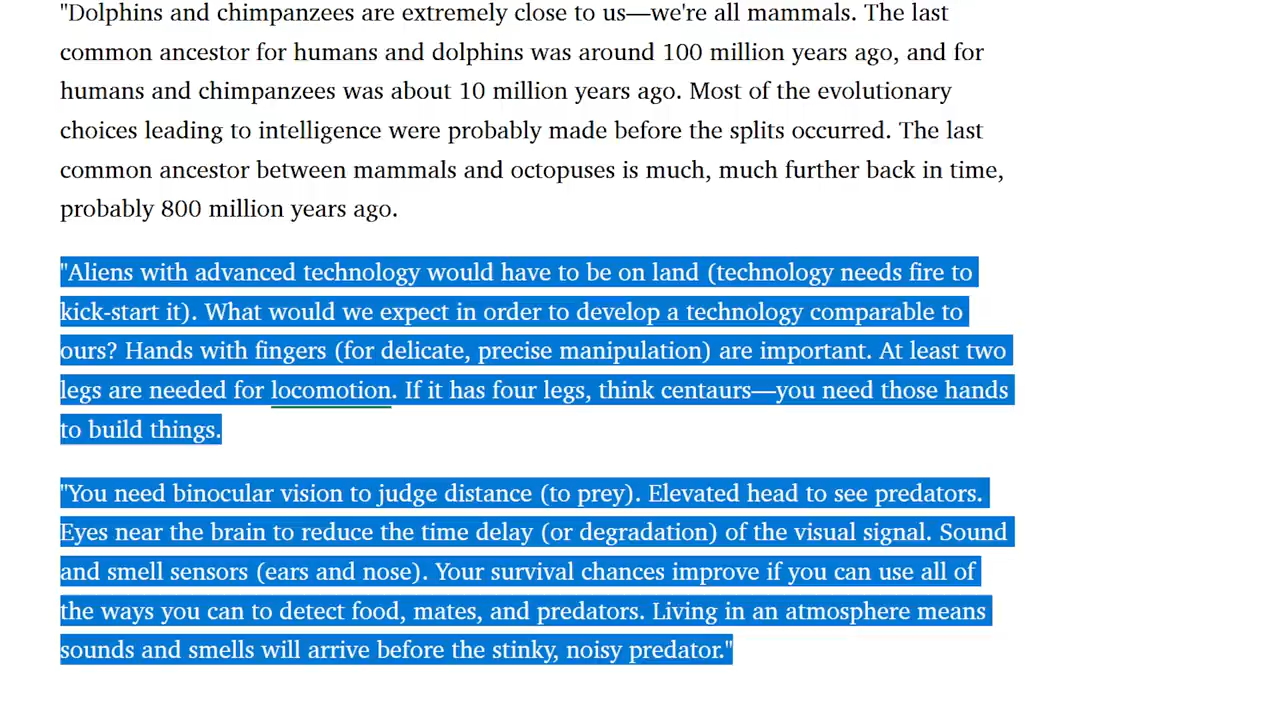 "Dolphins and chimpanzees are extremely close to us—we're all mammals. The last
common ancestor for humans and dolphins was around 100 million years ago, and for
humans and chimpanzees was about 10 million years ago. Most of the evolutionary
choices leading to intelligence were probably made before the splits occurred. The last
common ancestor between mammals and octopuses is much, much further back in time,
probably 800 million years ago.
"Aliens with advanced technology would have to be on land (technology needs fire to
kick-start it). What would we expect in order to develop a technology comparable to
ours? Hands with fingers (for delicate, precise manipulation) are important. At least two
legs are needed for locomotion. If it has four legs, think centaurs—you need those hands
to build things.
"You need binocular vision to judge distance (to prey). Elevated head to see predators.
Eyes near the brain to reduce the time delay (or degradation) of the visual signal. Sound
and smell sensors (ears and nose). Your survival chances improve if you can use all of
the ways you can to detect food, mates, and predators. Living in an atmosphere means
sounds and smells will arrive before the stinky, noisy predator."